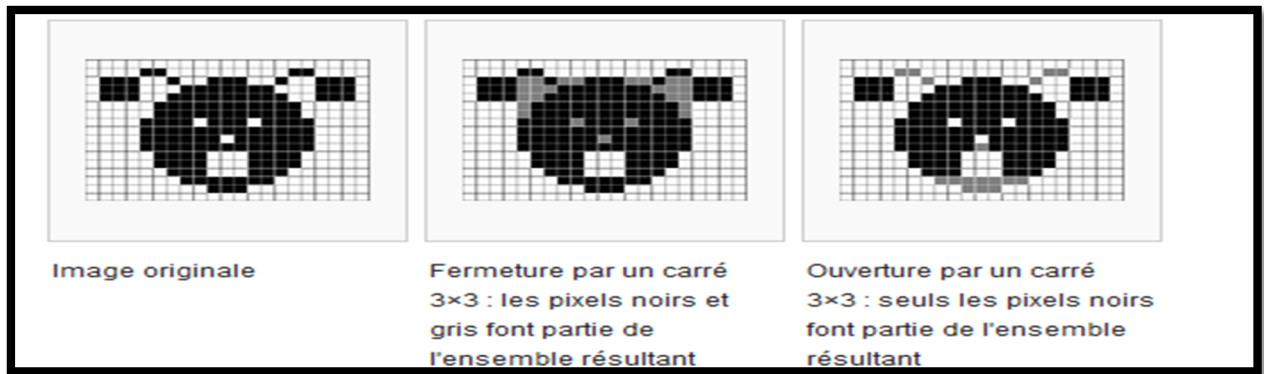 Image originale
Fermeture par un carré
3×3 : les pixels noirs et
gris font partie de
l'ensemble résultant
Ouverture par un carré
3×3 : seuls les pixels noirs
font partie de l'ensemble
résultant